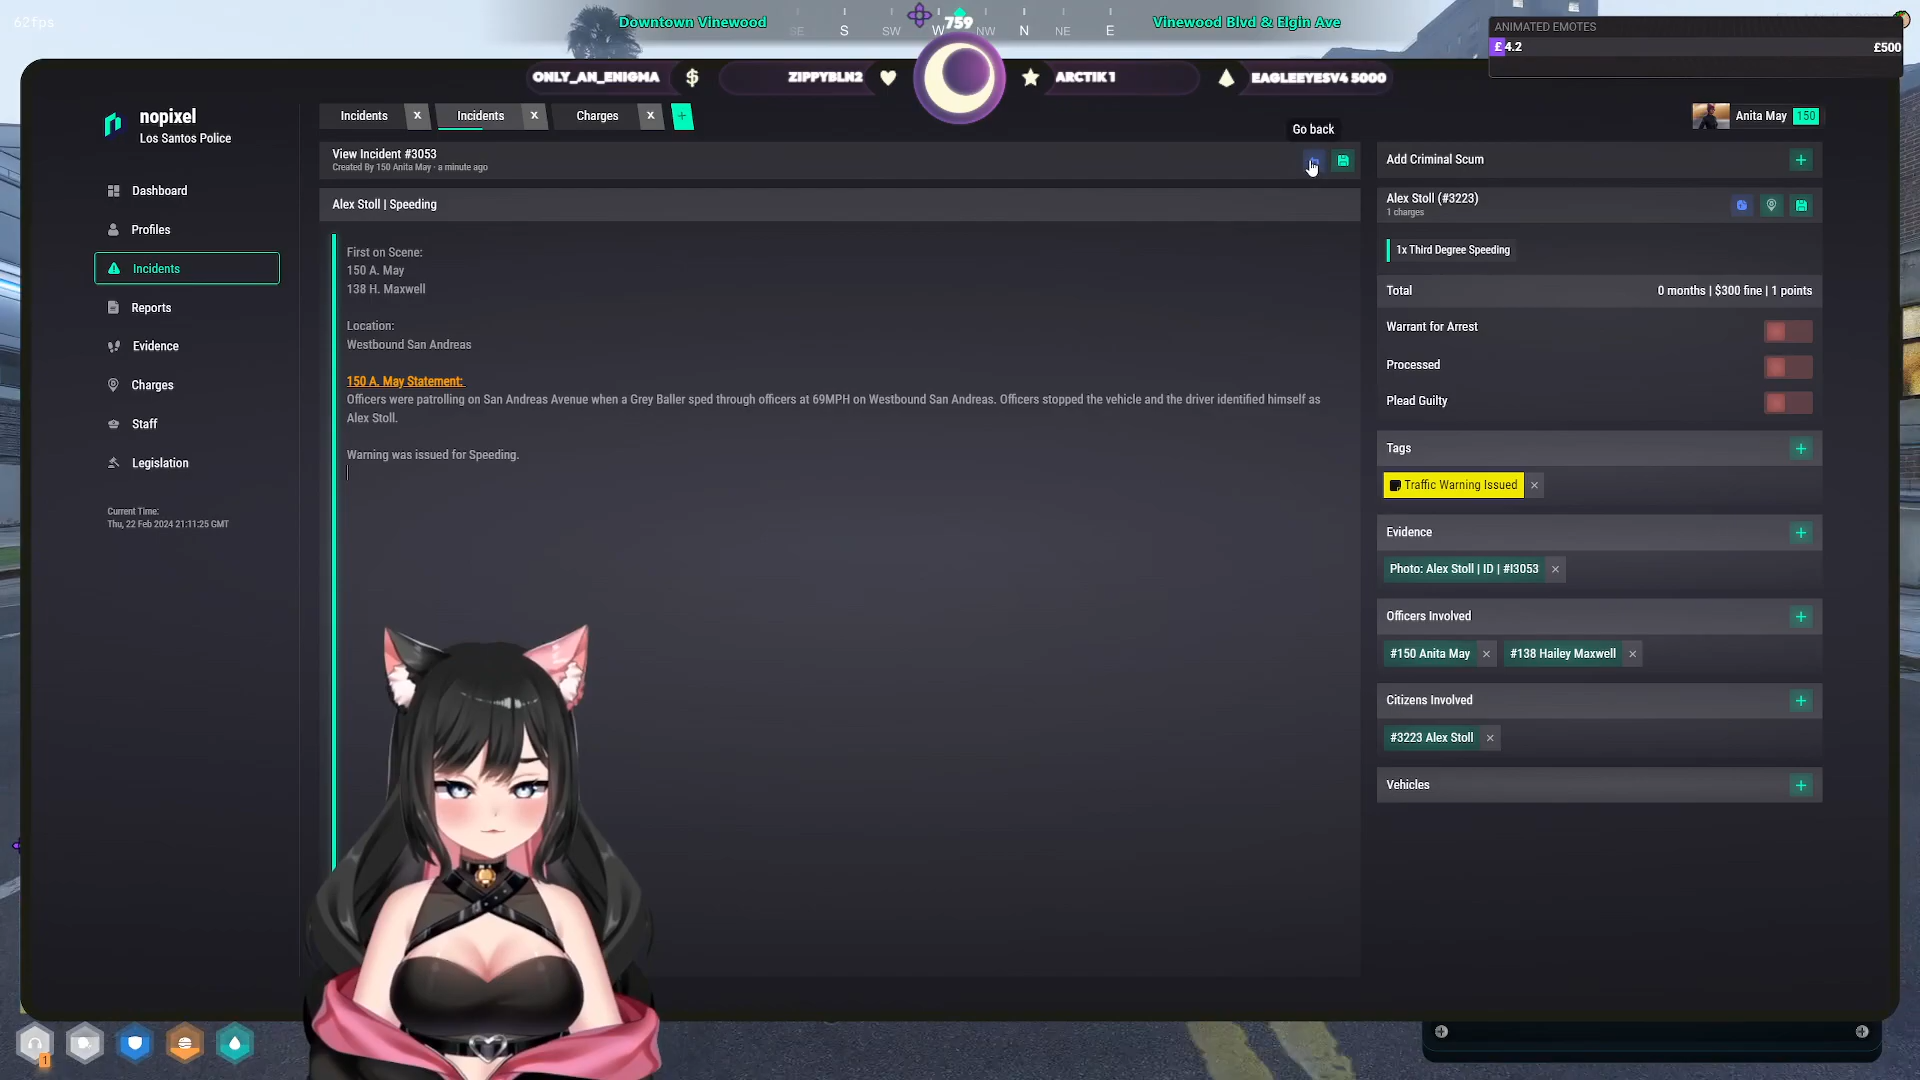 62fps
Downtown Vinewood
SE S SW W NW N NE E
759
Vinewood Blvd & Elgin Ave
ANIMATED EMOTES
£ 4.2
£500
ONLY_AN_ENIGMA
ZIPPYBLN2
ARCTIK 1
EAGLEEYESV4 5000
nopixel
Los Santos Police
Incidents x
Incidents x
Charges x
+
Go back
Anita May 150
Dashboard
Profiles
Incidents
Reports
Evidence
Charges
Staff
Legislation
Current Time:
Thu, 22 Feb 2024 21:11:25 GMT
View Incident #3053
Created By 150 Anita May · a minute ago
Alex Stoll | Speeding
First on Scene:
150 A. May
138 H. Maxwell
Location:
Westbound San Andreas
150 A. May Statement:
Officers were patrolling on San Andreas Avenue when a Grey Baller sped through officers at 69MPH on Westbound San Andreas. Officers stopped the vehicle and the driver identified himself as
Alex Stoll.
Warning was issued for Speeding.
Add Criminal Scum
Alex Stoll (#3223)
1 charges
1x Third Degree Speeding
Total
0 months | $300 fine | 1 points
Warrant for Arrest
Processed
Plead Guilty
Tags
Traffic Warning Issued
Evidence
Photo: Alex Stoll | ID | #I3053
Officers Involved
#150 Anita May
#138 Hailey Maxwell
Citizens Involved
#3223 Alex Stoll
Vehicles
1